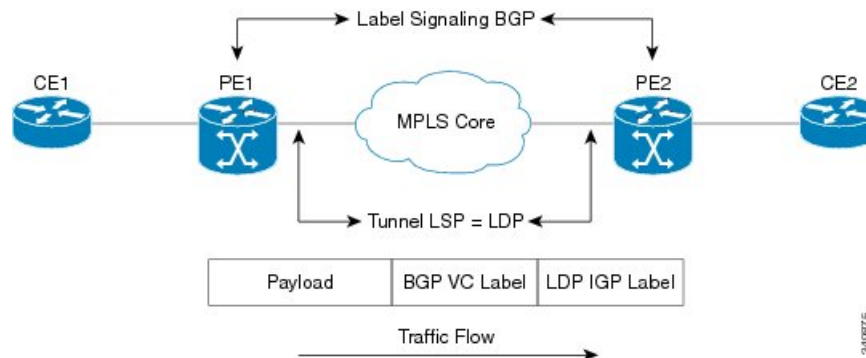 Label Signaling BGP
CE1 PE1 PE2 CE2
MPLS Core
Tunnel LSP = LDP
Payload BGP VC Label LDP IGP Label
Traffic Flow